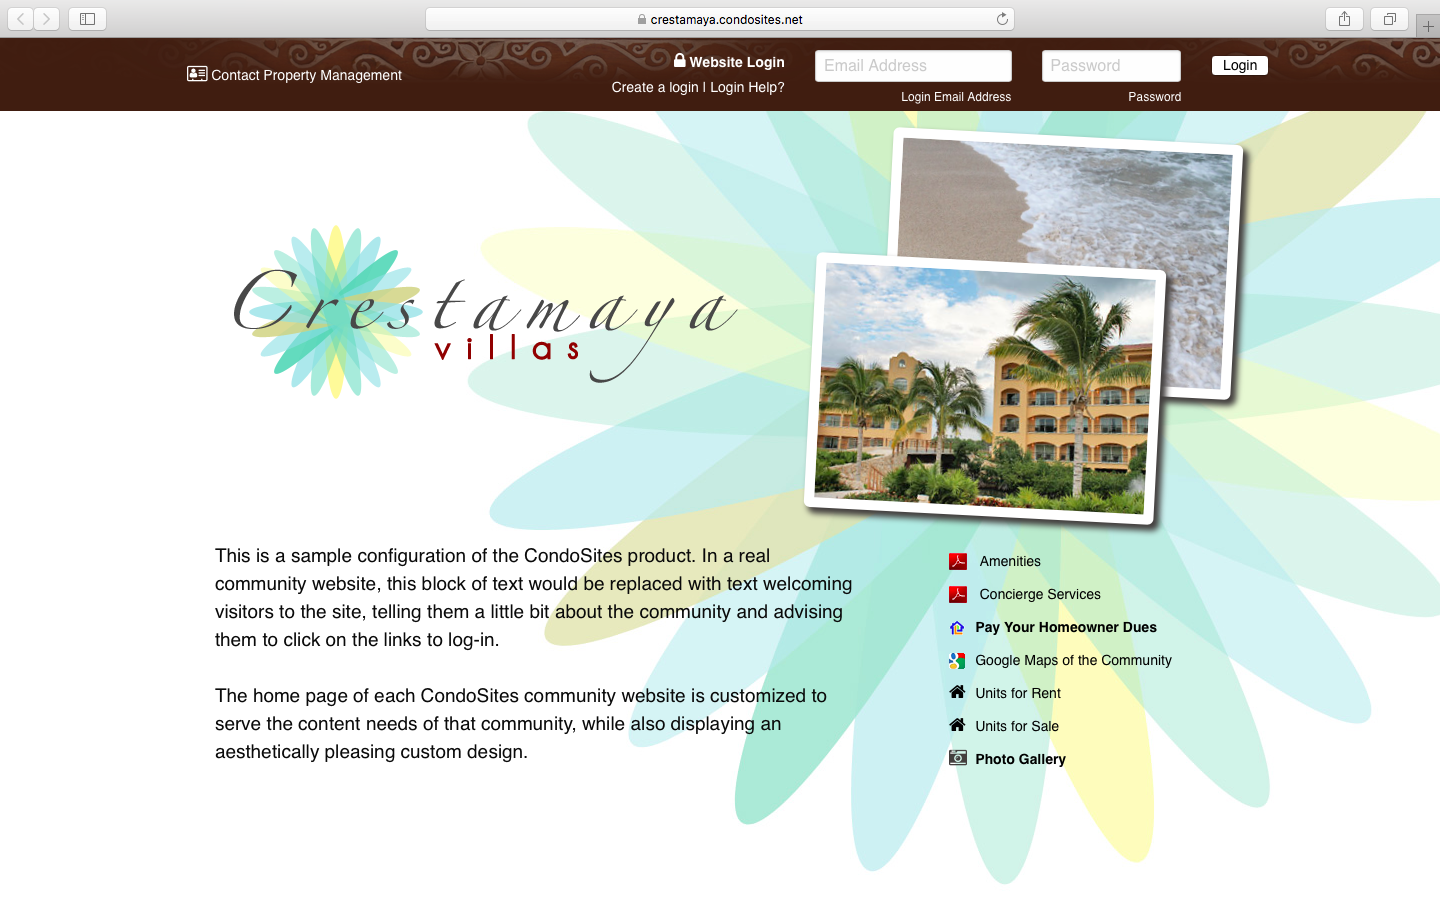 crestamaya.condosites.net
Contact Property Management
Website Login
Create a login | Login Help?
Email Address
Login Email Address
Password
Password
Login
Crestamaya
villas
This is a sample configuration of the CondoSites product. In a real
community website, this block of text would be replaced with text welcoming
visitors to the site, telling them a little bit about the community and advising
them to click on the links to log-in.
The home page of each CondoSites community website is customized to
serve the content needs of that community, while also displaying an
aesthetically pleasing custom design.
Amenities
Concierge Services
Pay Your Homeowner Dues
Google Maps of the Community
Units for Rent
Units for Sale
Photo Gallery